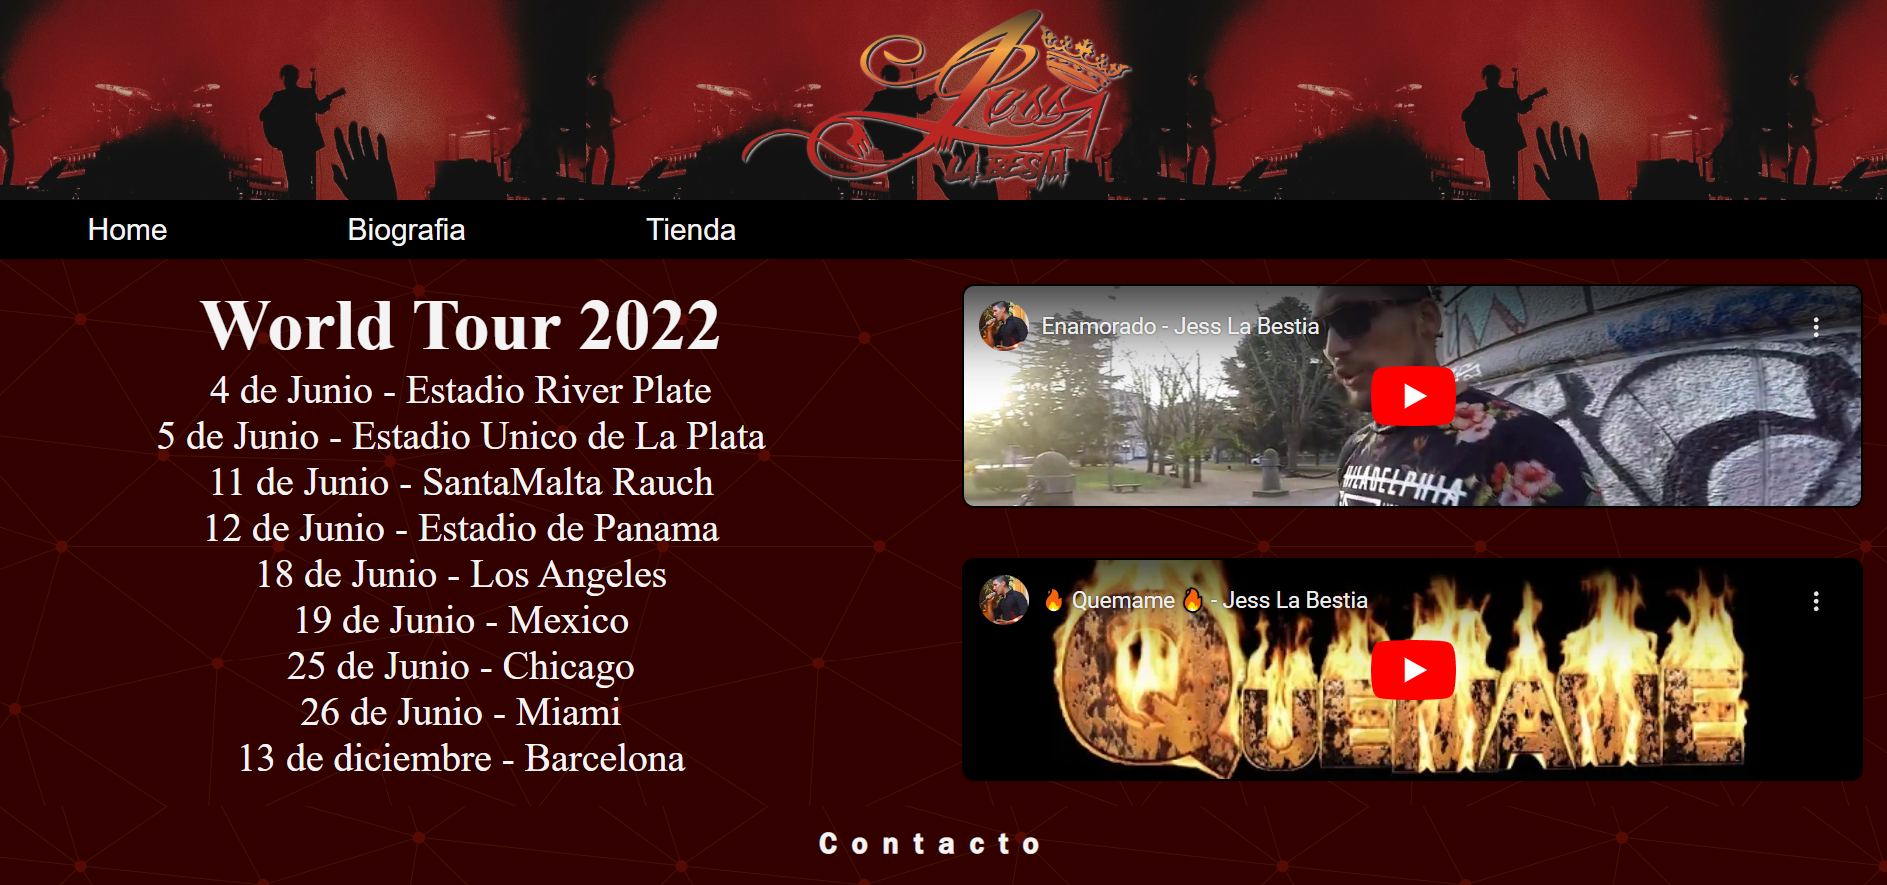 Jess
LA BESTIA
Home Biografia Tienda
World Tour 2022
4 de Junio - Estadio River Plate
5 de Junio - Estadio Unico de La Plata
11 de Junio - SantaMalta Rauch
12 de Junio - Estadio de Panama
18 de Junio - Los Angeles
19 de Junio - Mexico
25 de Junio - Chicago
26 de Junio - Miami
13 de diciembre - Barcelona
Enamorado - Jess La Bestia
PHILADELPHIA
🔥 Quemame 🔥 - Jess La Bestia
QUEMAME
Contacto